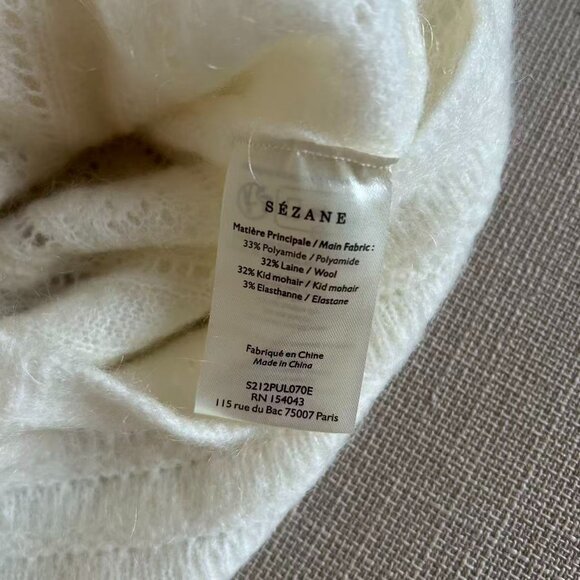 SÉZANE
Matière Principale / Main Fabric :
33% Polyamide / Polyamide
32% Laine / Wool
32% Kid mohair / Kid mohair
3% Elasthanne / Elastane
Fabriqué en Chine
Made in China
S212PUL070E
RN 154043
115 rue du Bac 75007 Paris